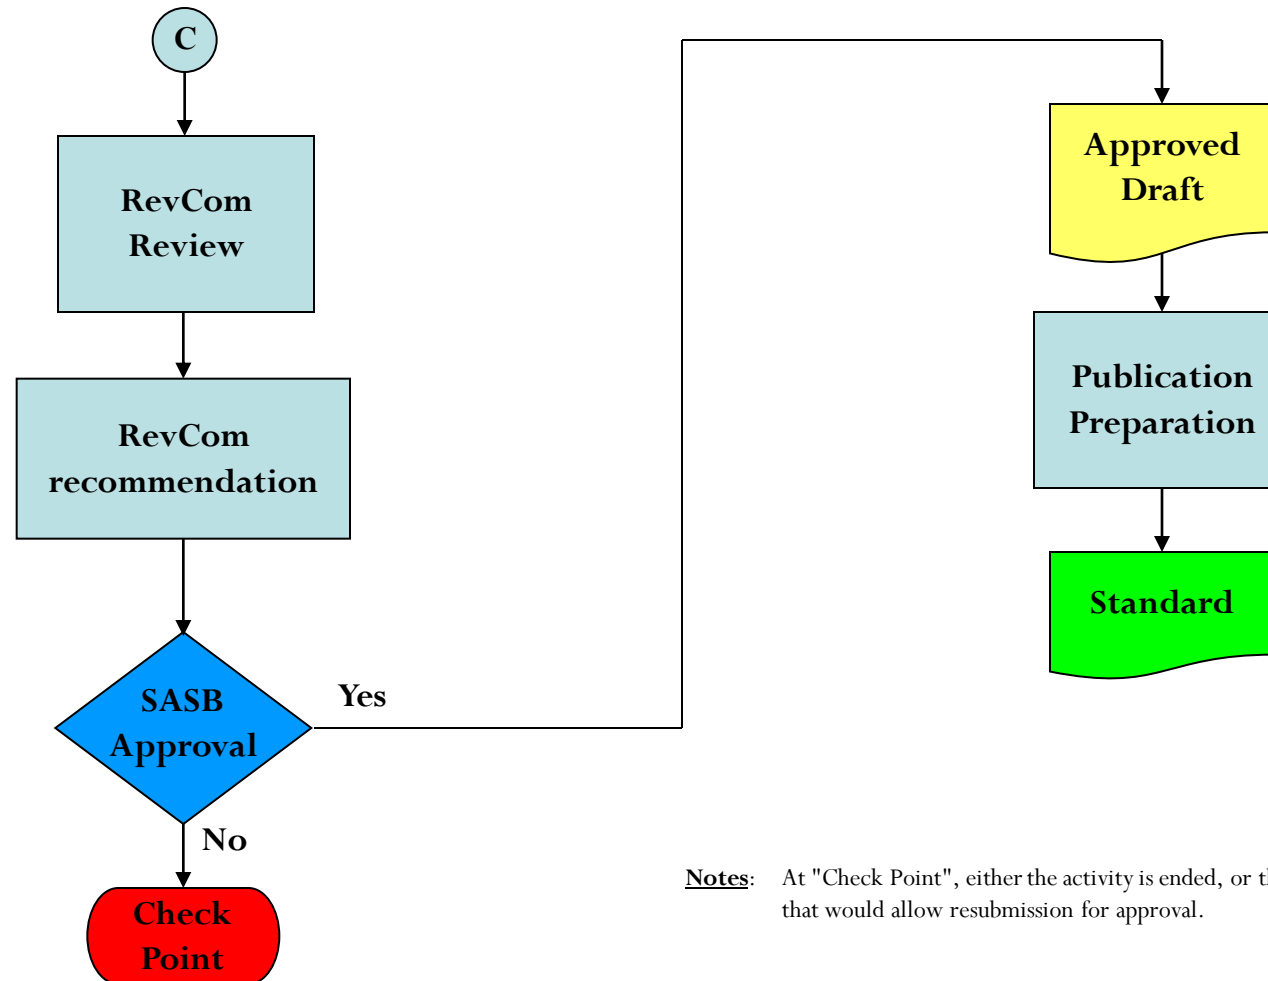 C
RevCom
Review
RevCom
recommendation
SASB
Approval
Yes
No
Check
Point
Approved
Draft
Publication
Preparation
Standard
Notes: At "Check Point", either the activity is ended, or
that would allow resubmission for approval.